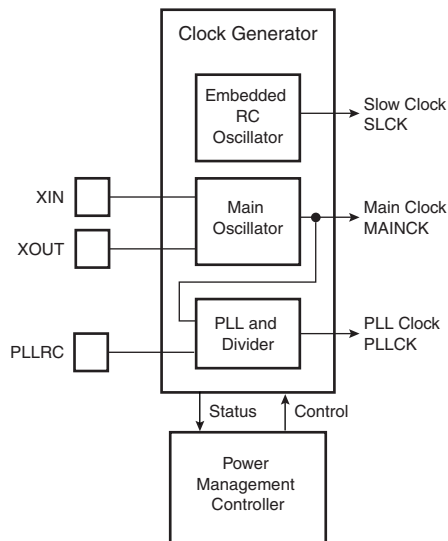 Clock Generator
Embedded
RC
Oscillator
Slow Clock
SLCK
XIN
XOUT
Main
Oscillator
Main Clock
MAINCK
PLLRC
PLL and
Divider
PLL Clock
PLLCK
Status
Control
Power
Management
Controller